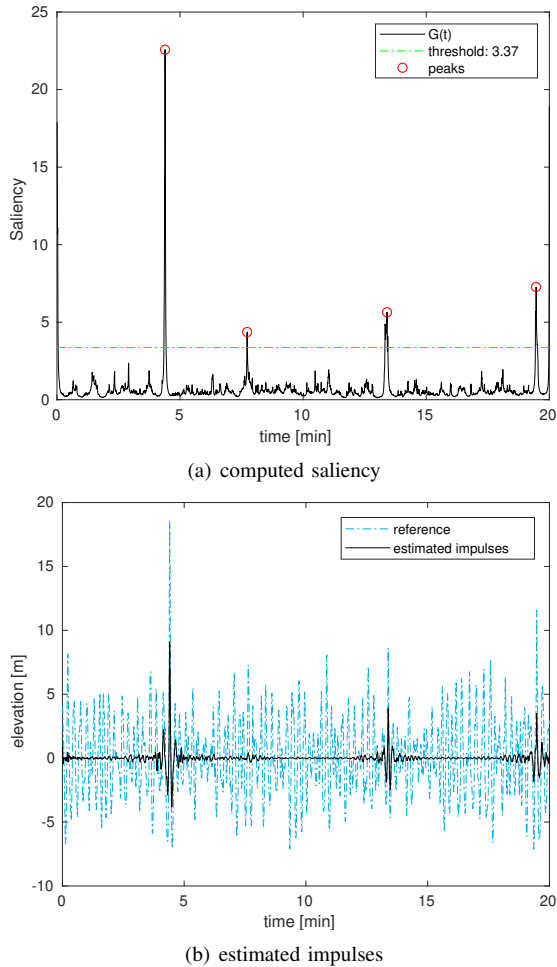 25
20
15
10
5
0
Saliency
G(t)
threshold: 3.37
peaks
0 5 10 15 20
time [min]
(a) computed saliency
20
15
10
5
0
-5
-10
elevation [m]
reference
estimated impulses
0 5 10 15 20
time [min]
(b) estimated impulses